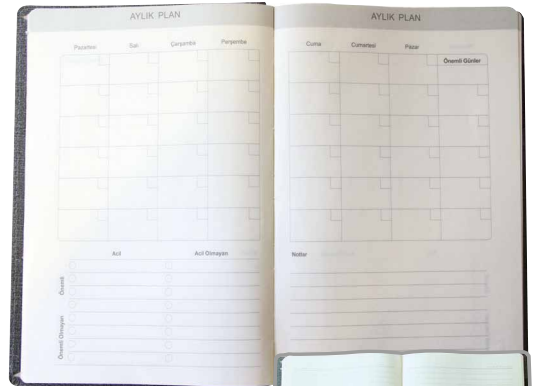 AYLIK PLAN
Pazartesi Salı Çarşamba Perşembe
Acil Acil Olmayan
Önemli
Önemli Olmayan
AYLIK PLAN
Cuma Cumartesi Pazar
Önemli Günler
Notlar